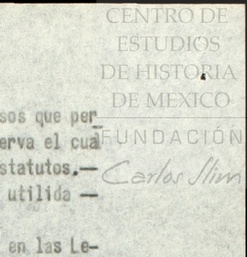 CENTRO DE
ESTUDIOS
DE HISTORIA
DE MEXICO
sos que per
erva el cual
FUNDACIÓN
statutos.—
Carlos Slim
utilida —
en las Le-